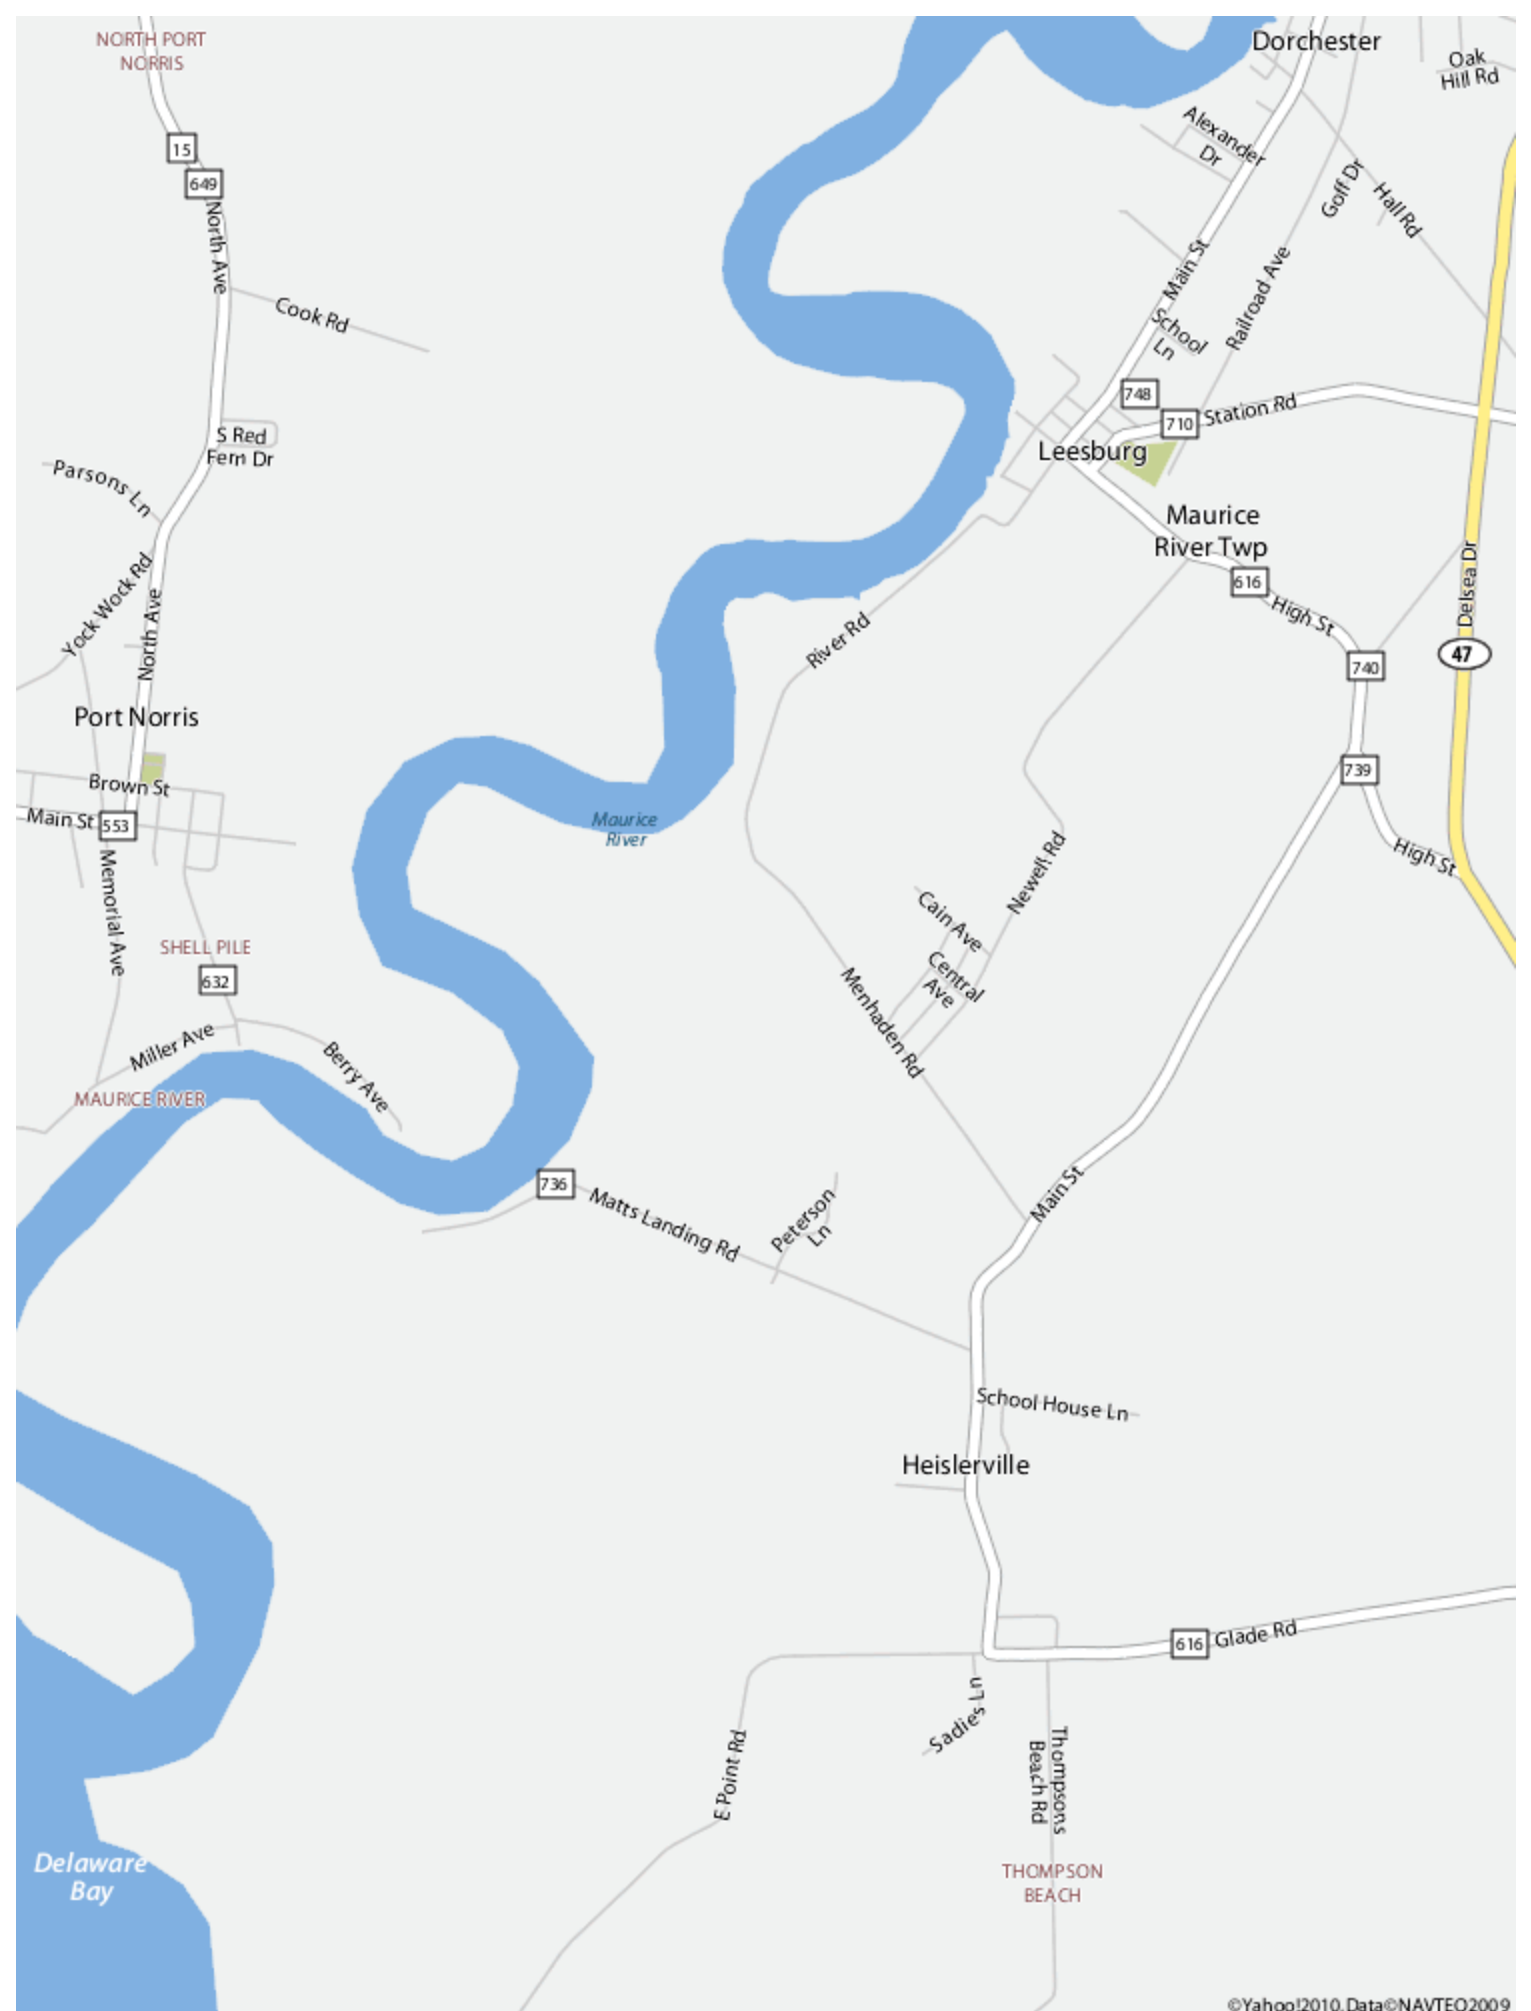 NORTH PORT
NORRIS
Dorchester
Oak
Hill Rd
15
649
Alexander
Dr
Goff Dr
Hall Rd
North Ave
Main St
Railroad Ave
Cook Rd
School
Ln
748
710
Station Rd
S Red
Fern Dr
Leesburg
Parsons Ln
Maurice
River Twp
Yock Wock Rd
North Ave
616
High St
Delsea Dr
River Rd
740
47
Port Norris
739
Brown St
Main St
553
Maurice
River
High St
Memorial Ave
Newell Rd
Cain Ave
SHELL PILE
Central
Ave
632
Menhaden Rd
Miller Ave
Berry Ave
MAURICE RIVER
736
Matts Landing Rd
Peterson
Ln
Main St
School House Ln
Heislerville
616
Glade Rd
Sadies Ln
E Point Rd
Thompsons
Beach Rd
Delaware
Bay
THOMPSON
BEACH
©Yahoo!2010,Data©NAVTEQ2009